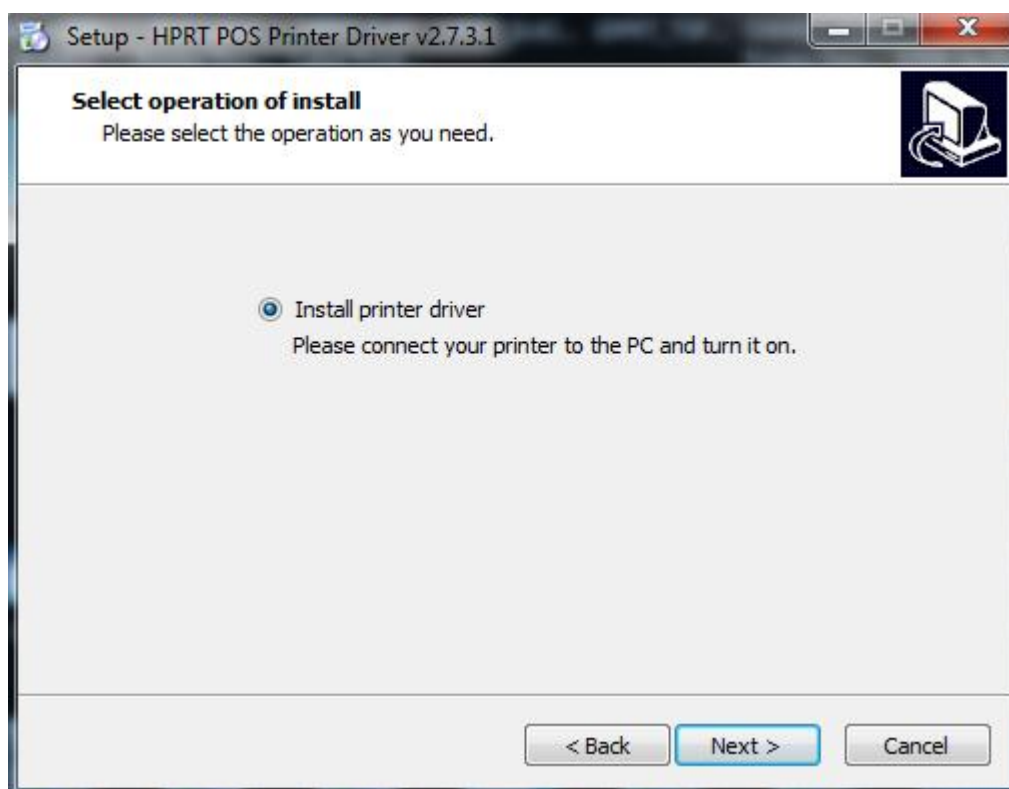 Setup - HPRT POS Printer Driver v2.7.3.1
Select operation of install
Please select the operation as you need.
Install printer driver
Please connect your printer to the PC and turn it on.
< Back
Next >
Cancel